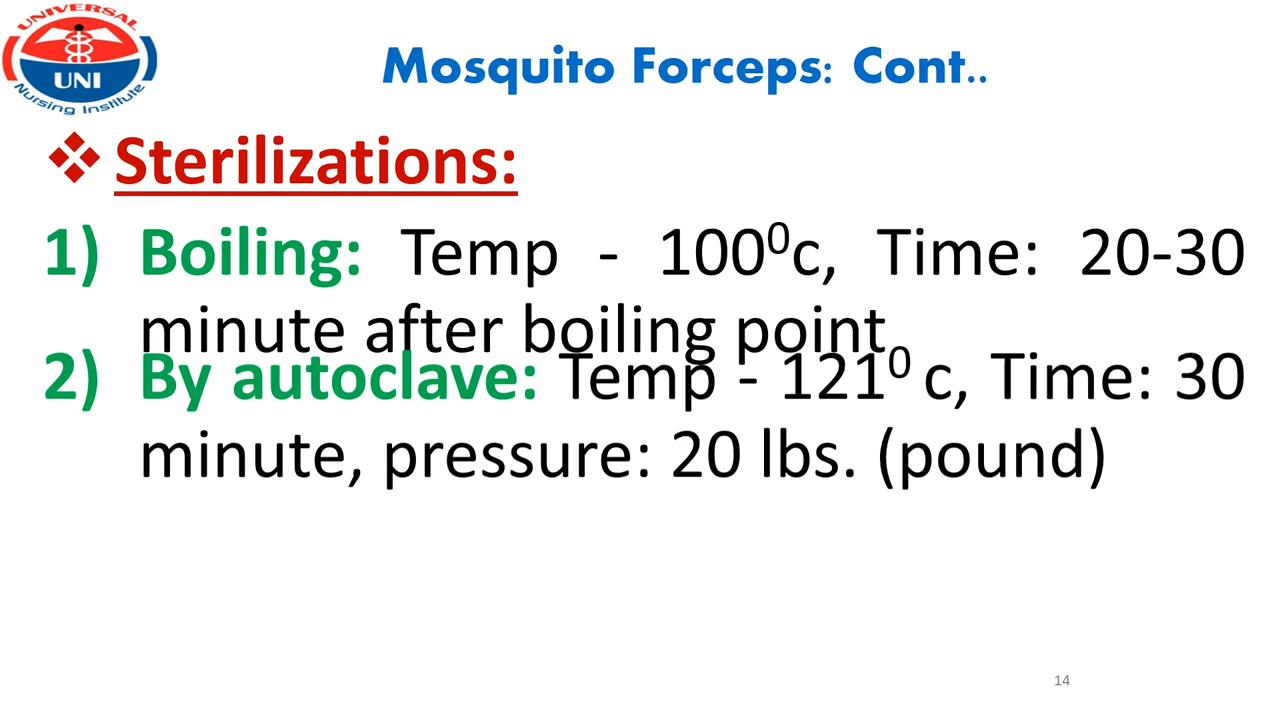 UNIVERSAL
UNI
Nursing Institute
Mosquito Forceps: Cont..
❖ Sterilizations:
1) Boiling: Temp - 100⁰c, Time: 20-30
minute after boiling point
2) By autoclave: Temp - 121⁰ c, Time: 30
minute, pressure: 20 lbs. (pound)
14